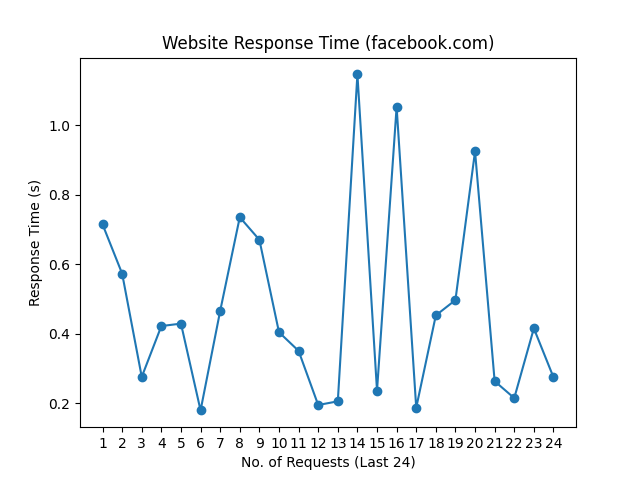 Website Response Time (facebook.com)
Response Time (s)
1.0
0.8
0.6
0.4
0.2
1 2 3 4 5 6 7 8 9 10 11 12 13 14 15 16 17 18 19 20 21 22 23 24
No. of Requests (Last 24)